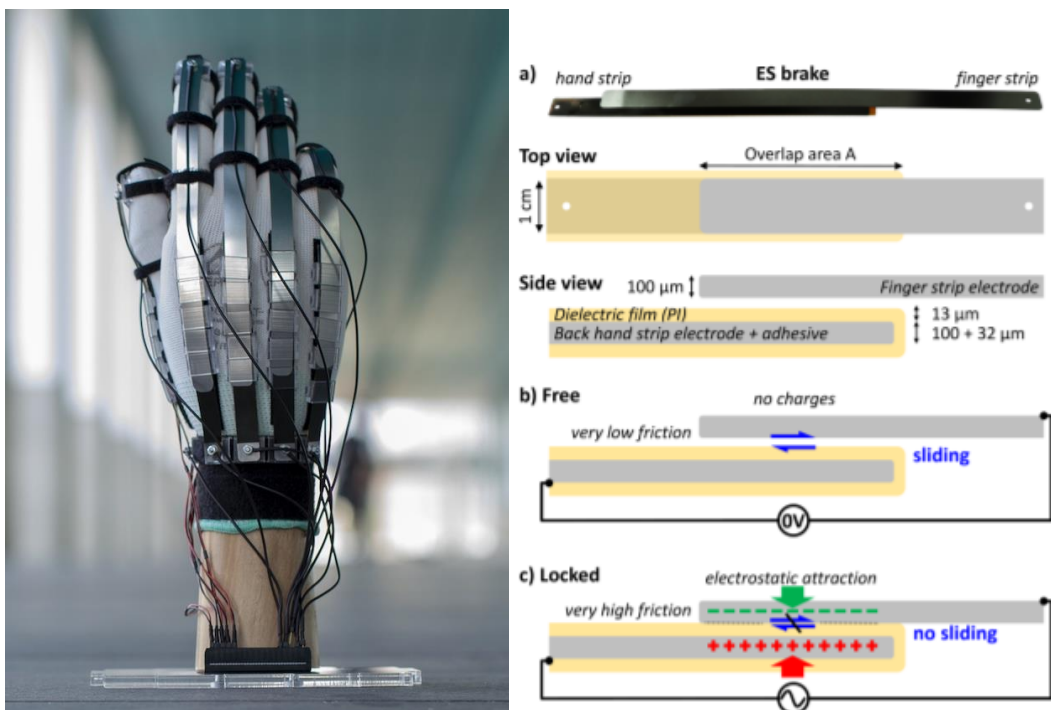 a)
hand strip
ES brake
finger strip
Top view
Overlap area A
1 cm
Side view
100 µm
Finger strip electrode
Dielectric film (PI)
13 µm
Back hand strip electrode + adhesive
100 + 32 µm
b) Free
no charges
very low friction
sliding
0V
c) Locked
electrostatic attraction
very high friction
no sliding